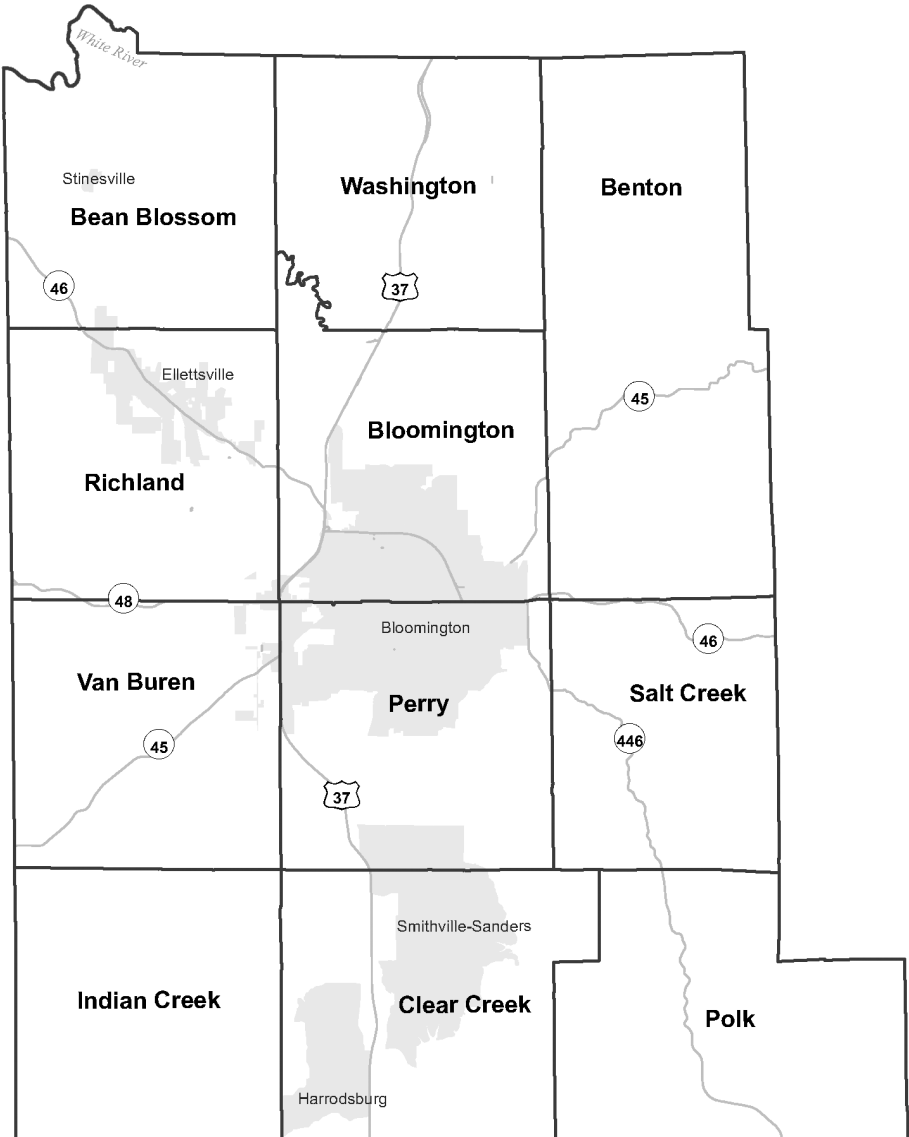 White River
Stinesville
Washington
Benton
Bean Blossom
46
37
Ellettsville
45
Bloomington
Richland
48
Bloomington
46
Van Buren
Salt Creek
Perry
45
446
37
Smithville-Sanders
Indian Creek
Clear Creek
Polk
Harrodsburg